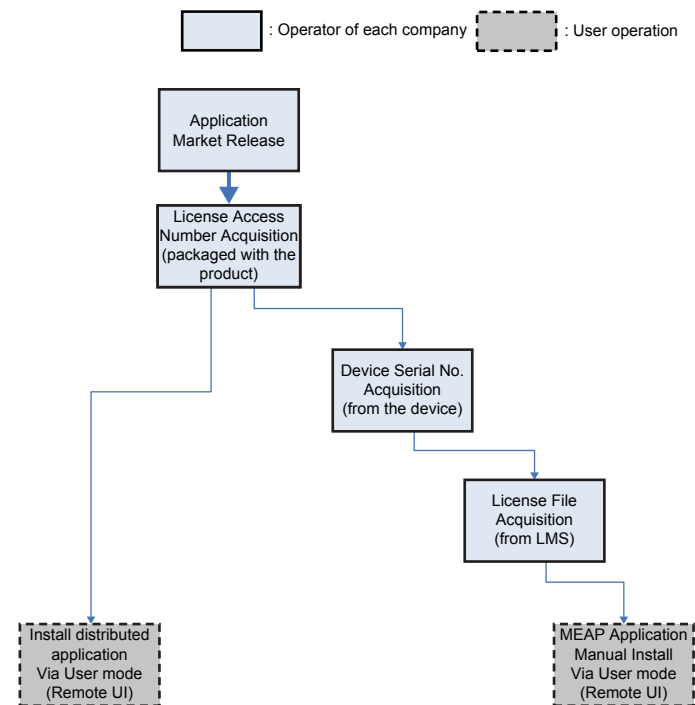 : Operator of each company
: User operation
Application
Market Release
License Access
Number Acquisition
(packaged with the
product)
Device Serial No.
Acquisition
(from the device)
License File
Acquisition
(from LMS)
Install distributed
application
Via User mode
(Remote UI)
MEAP Application
Manual Install
Via User mode
(Remote UI)